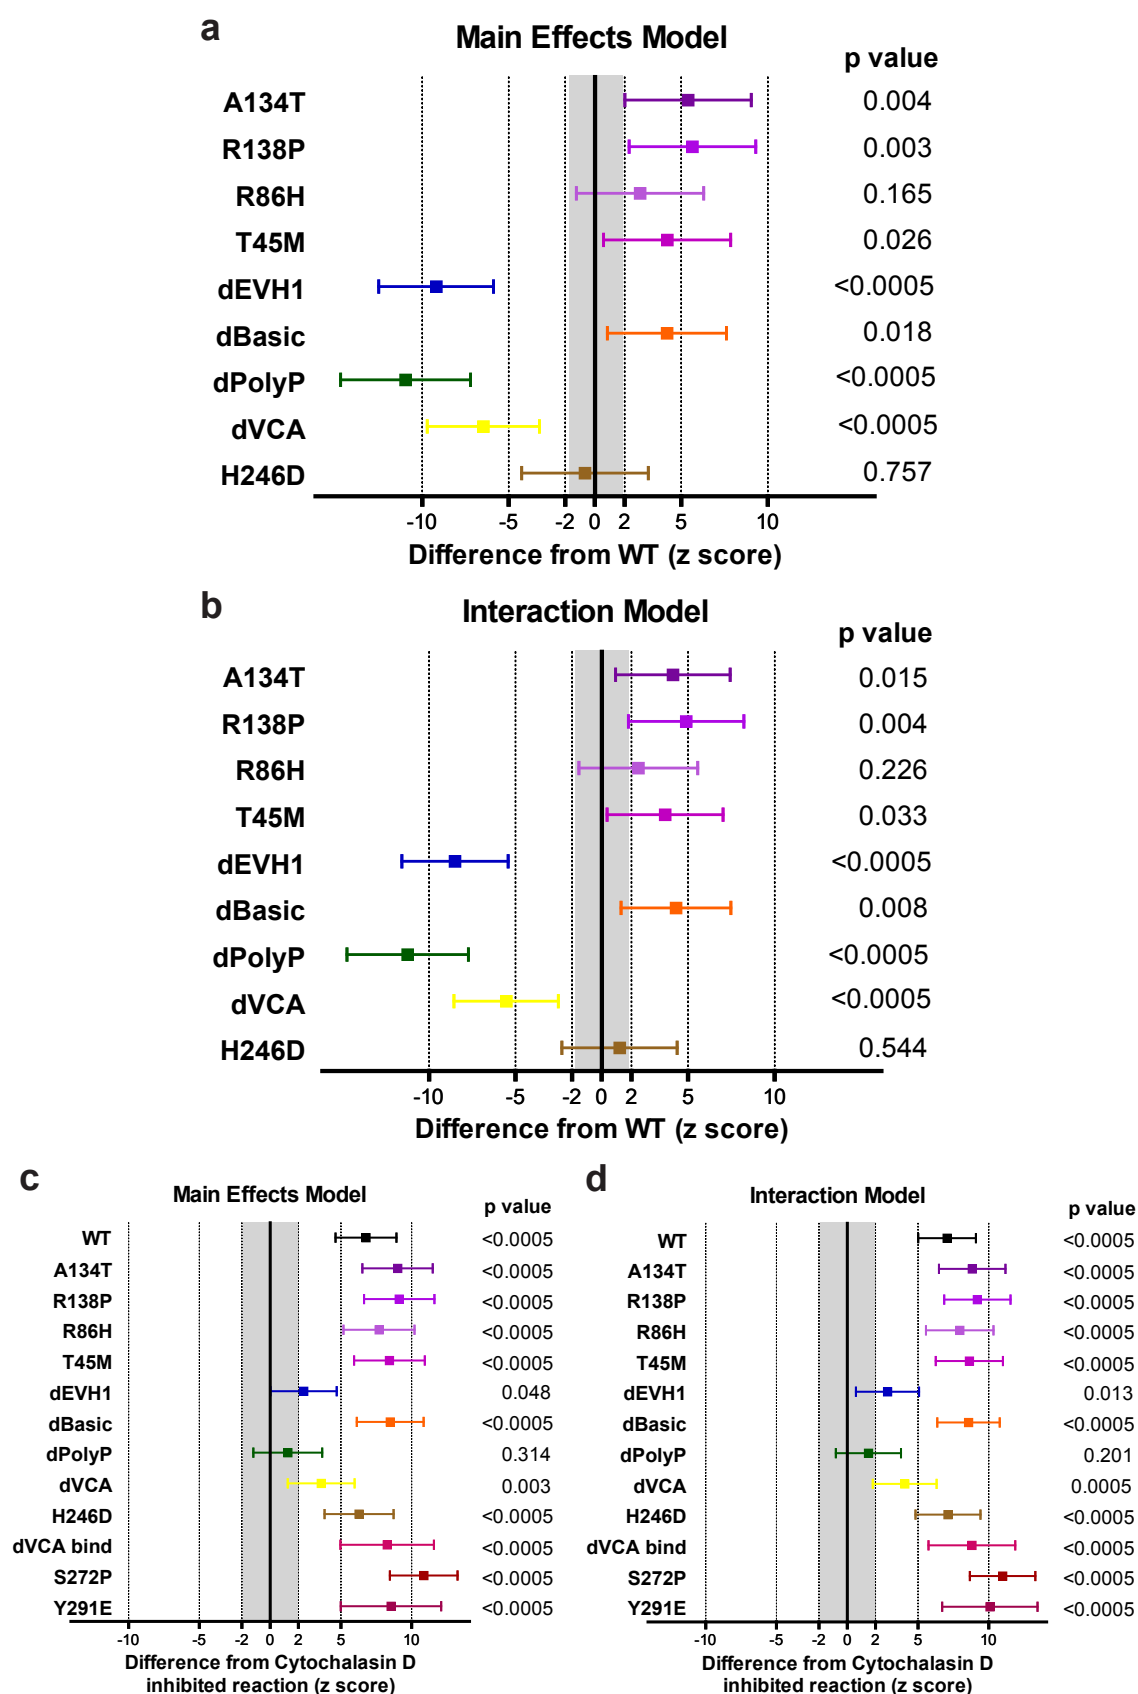 a
Main Effects Model
p value
A134T 0.004
R138P 0.003
R86H 0.165
T45M 0.026
dEVH1 <0.0005
dBasic 0.018
dPolyP <0.0005
dVCA <0.0005
H246D 0.757
-10 -5 -2 0 2 5 10
Difference from WT (z score)
b
Interaction Model
p value
A134T 0.015
R138P 0.004
R86H 0.226
T45M 0.033
dEVH1 <0.0005
dBasic 0.008
dPolyP <0.0005
dVCA <0.0005
H246D 0.544
-10 -5 -2 0 2 5 10
Difference from WT (z score)
c
Main Effects Model
p value
WT <0.0005
A134T <0.0005
R138P <0.0005
R86H <0.0005
T45M <0.0005
dEVH1 0.048
dBasic <0.0005
dPolyP 0.314
dVCA 0.003
H246D <0.0005
dVCA bind <0.0005
S272P <0.0005
Y291E <0.0005
-10 -5 -2 0 2 5 10
Difference from Cytochalasin D
inhibited reaction (z score)
d
Interaction Model
p value
WT <0.0005
A134T <0.0005
R138P <0.0005
R86H <0.0005
T45M <0.0005
dEVH1 0.013
dBasic <0.0005
dPolyP 0.201
dVCA 0.0005
H246D <0.0005
dVCA bind <0.0005
S272P <0.0005
Y291E <0.0005
-10 -5 -2 0 2 5 10
Difference from Cytochalasin D
inhibited reaction (z score)